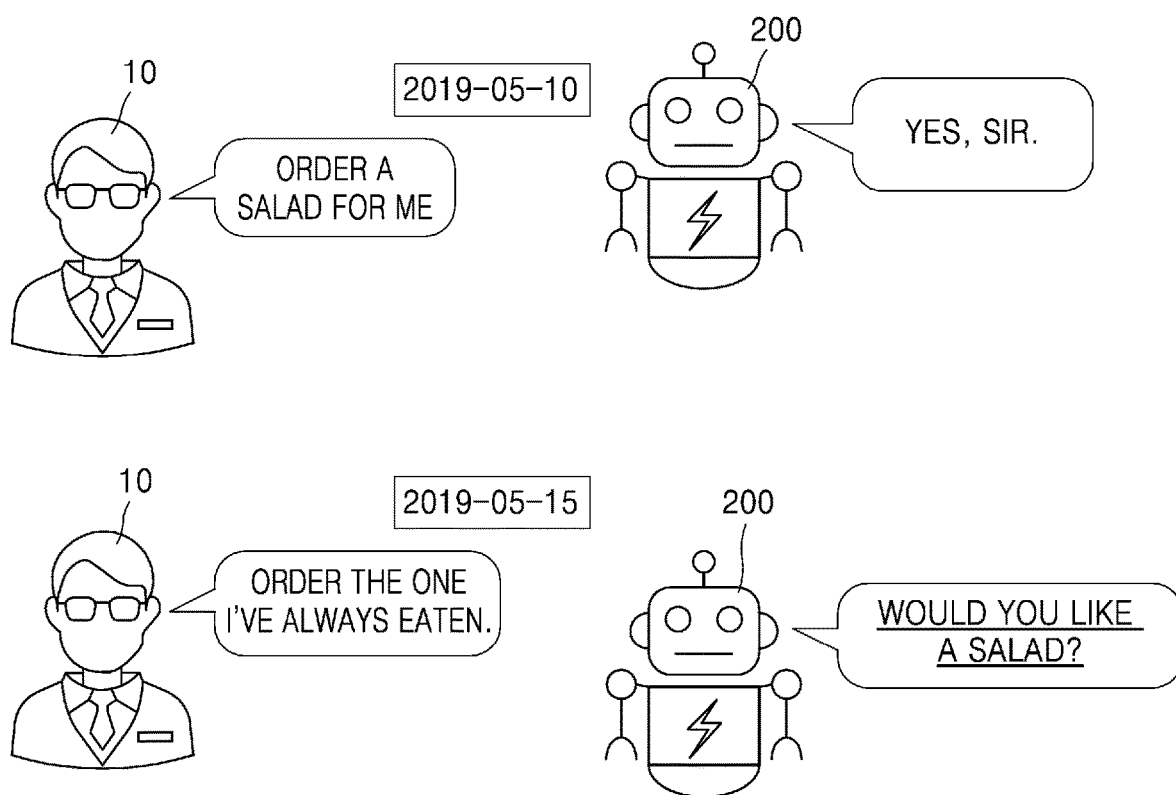 200
10
2019-05-10
YES, SIR.
ORDER A
SALAD FOR ME
10
2019-05-15
200
ORDER THE ONE
I'VE ALWAYS EATEN.
WOULD YOU LIKE
A SALAD?